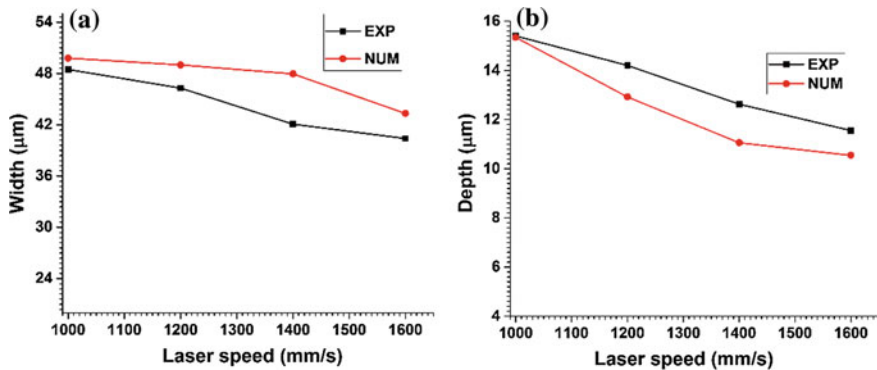 (a)
EXP
NUM
54
48
42
36
30
24
Width (μm)
1000 1100 1200 1300 1400 1500 1600
Laser speed (mm/s)
(b)
EXP
NUM
16
14
12
10
8
6
4
Depth (μm)
1000 1100 1200 1300 1400 1500 1600
Laser speed (mm/s)